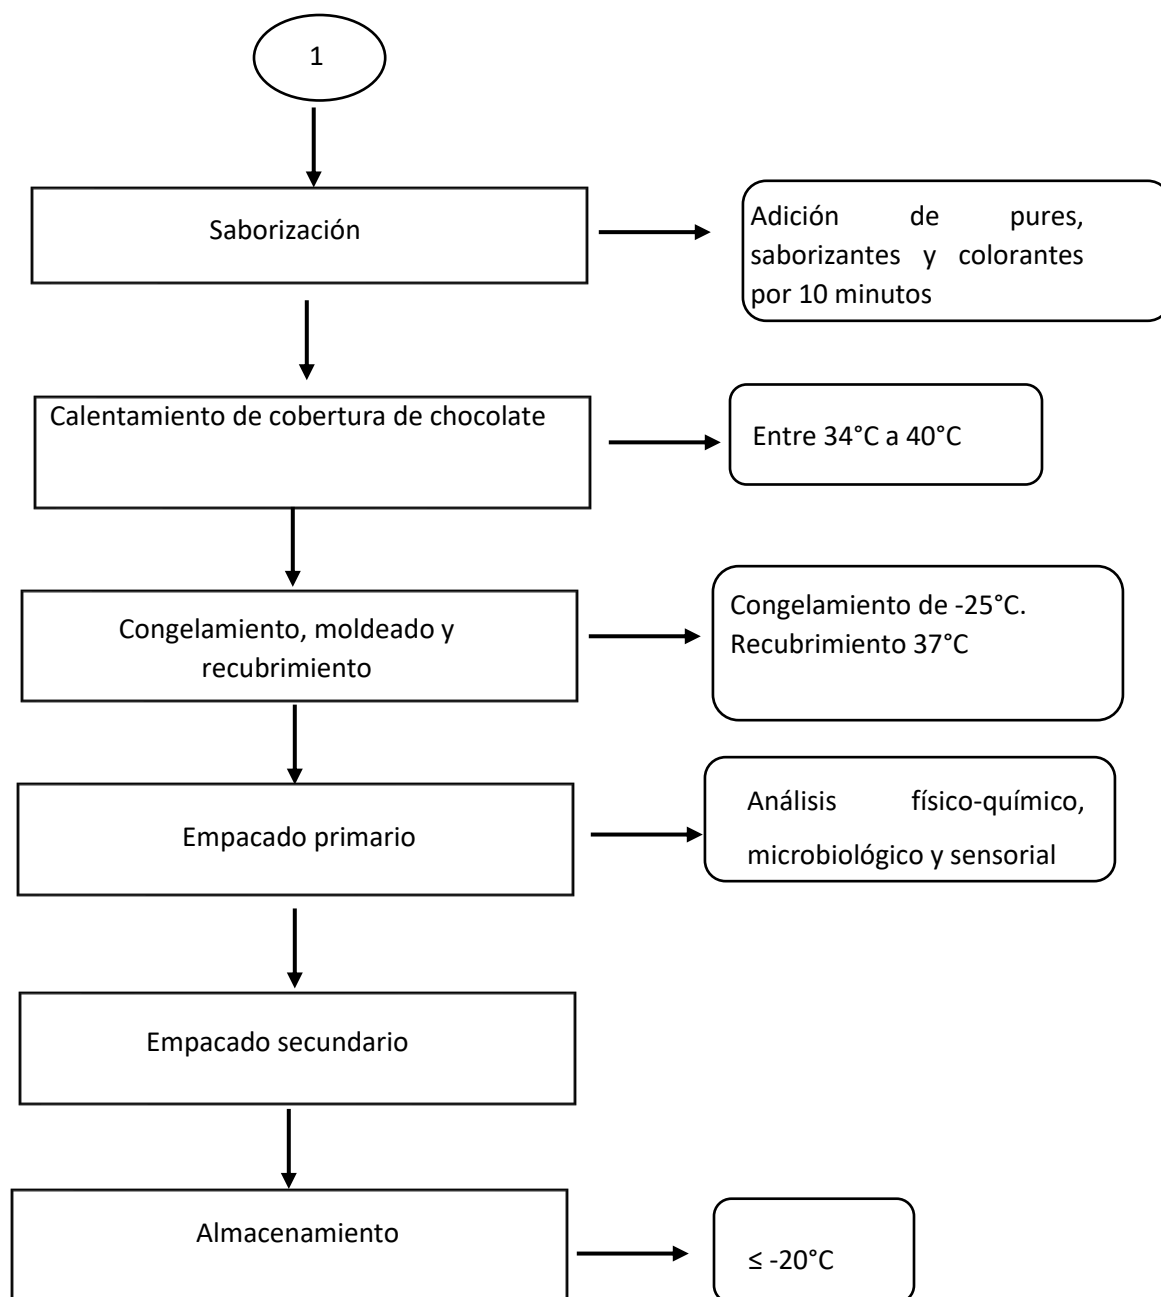 1
Saborización
Adición de pures,
saborizantes y colorantes
por 10 minutos
Calentamiento de cobertura de chocolate
Entre 34°C a 40°C
Congelamiento, moldeado y
recubrimiento
Congelamiento de -25°C.
Recubrimiento 37°C
Empacado primario
Análisis físico-químico,
microbiológico y sensorial
Empacado secundario
Almacenamiento
≤ -20°C